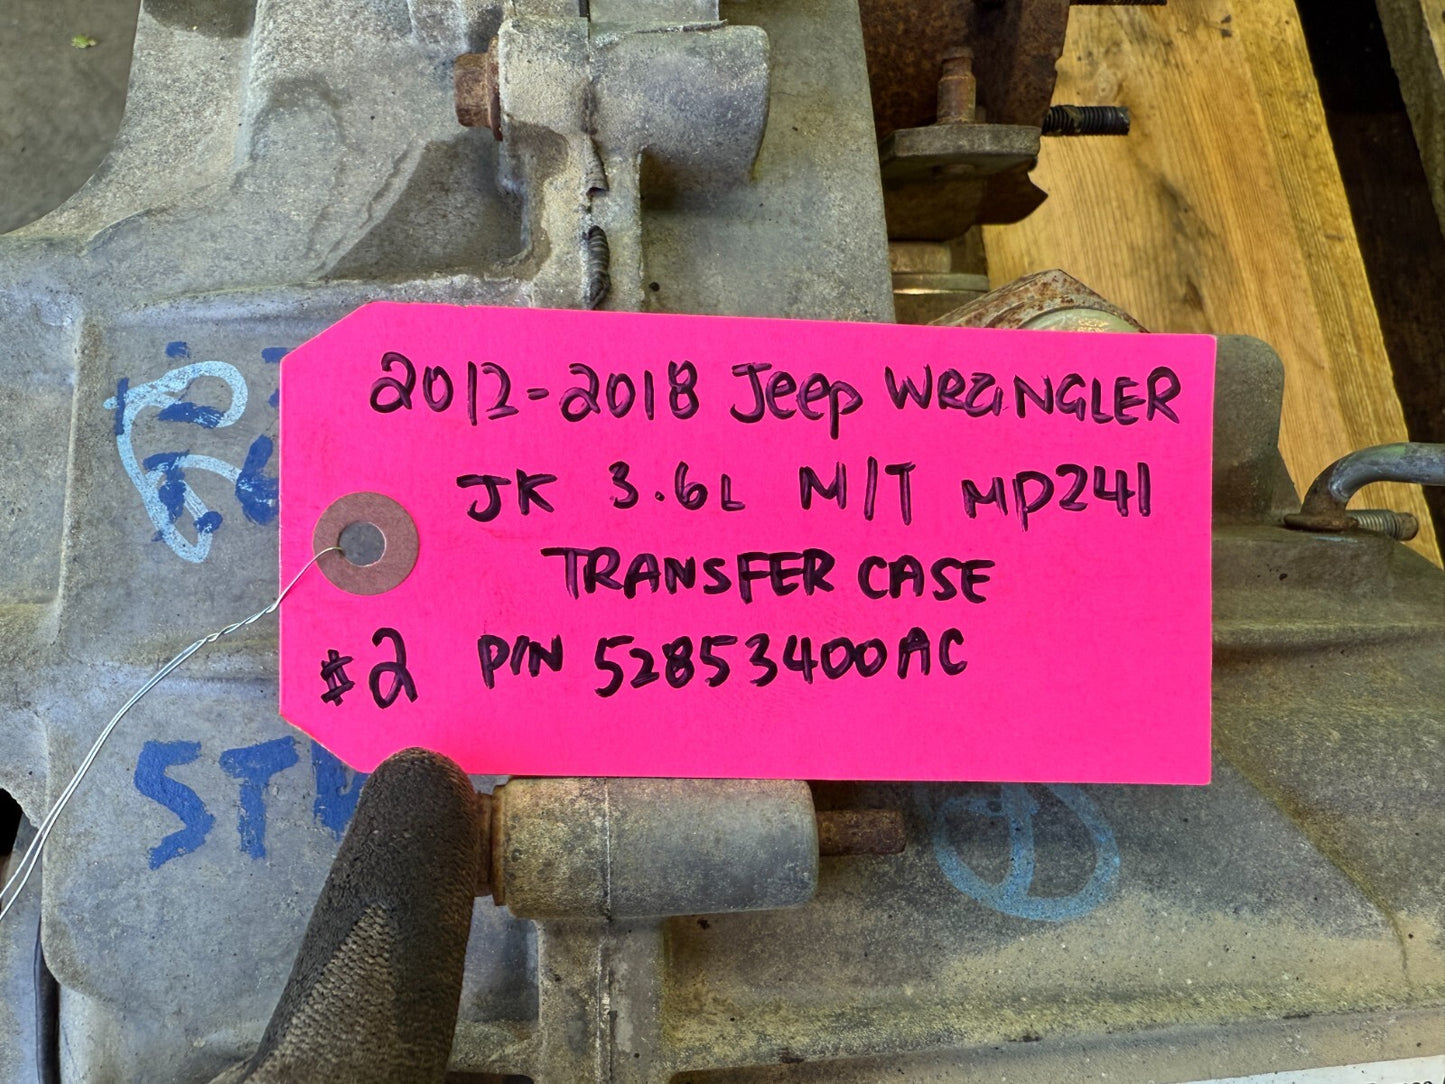 2012-2018 Jeep WRANGLER
JK 3.6L M/T MP241
TRANSFER CASE
#2 P/N 52853400AC